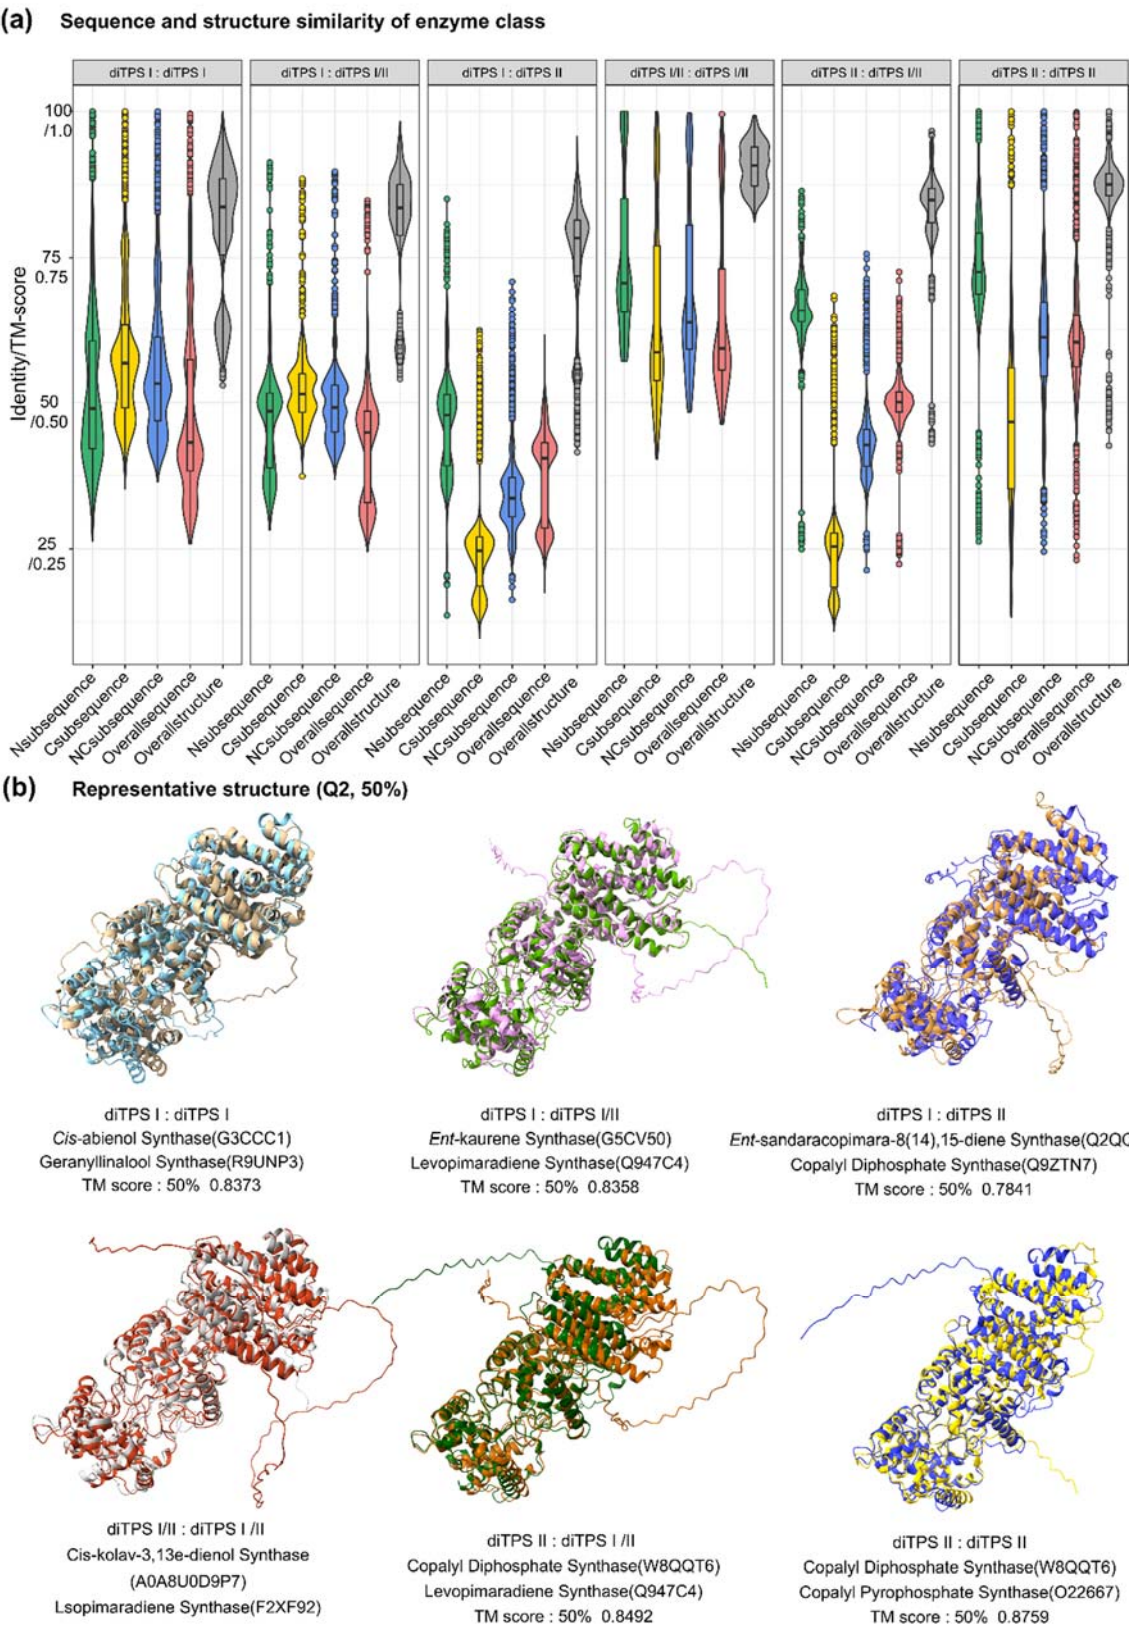 (a) Sequence and structure similarity of enzyme class
diTPS I : diTPS I
diTPS I : diTPS I/II
diTPS I : diTPS II
diTPS I/II : diTPS I/II
diTPS II : diTPS I/II
diTPS II : diTPS II
Identity/TM-score
100
/1.0
75
0.75
50
/0.50
25
/0.25
Nsubsequence
Csubsequence
NCsubsequence
Overallsequence
Overallstructure
Nsubsequence
Csubsequence
NCsubsequence
Overallsequence
Overallstructure
Nsubsequence
Csubsequence
NCsubsequence
Overallsequence
Overallstructure
Nsubsequence
Csubsequence
NCsubsequence
Overallsequence
Overallstructure
Nsubsequence
Csubsequence
NCsubsequence
Overallsequence
Overallstructure
Nsubsequence
Csubsequence
NCsubsequence
Overallsequence
Overallstructure
(b) Representative structure (Q2, 50%)
diTPS I : diTPS I
Cis-abienol Synthase(G3CCC1)
Geranyllinalool Synthase(R9UNP3)
TM score : 50% 0.8373
diTPS I : diTPS I/II
Ent-kaurene Synthase(G5CV50)
Levopimaradiene Synthase(Q947C4)
TM score : 50% 0.8358
diTPS I : diTPS II
Ent-sandaracopimara-8(14),15-diene Synthase
Copalyl Diphosphate Synthase(Q9ZTN7)
TM score : 50% 0.7841
diTPS I/II : diTPS I /II
Cis-kolav-3,13e-dienol Synthase
(A0A8U0D9P7)
Lsopimaradiene Synthase(F2XF92)
diTPS II : diTPS I /II
Copalyl Diphosphate Synthase(W8QQT6)
Levopimaradiene Synthase(Q947C4)
TM score : 50% 0.8492
diTPS II : diTPS II
Copalyl Diphosphate Synthase(W8QQT6)
Copalyl Pyrophosphate Synthase(O22667)
TM score : 50% 0.8759